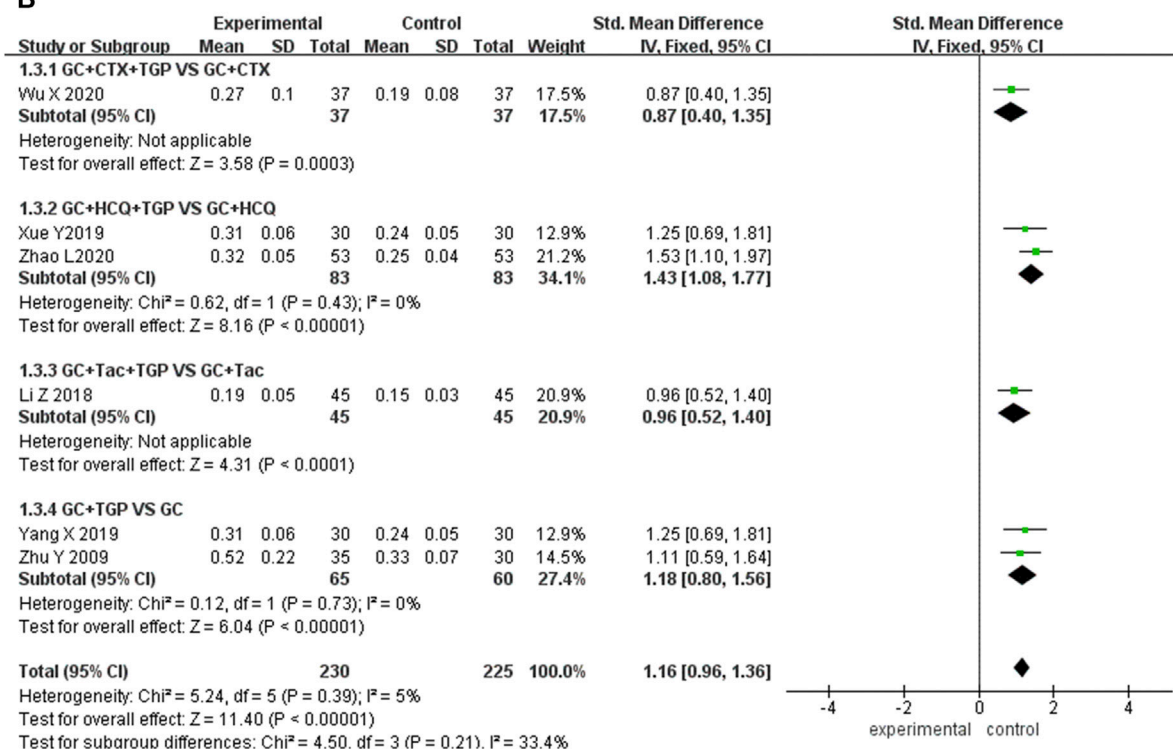 B
Experimental Control Std. Mean Difference Std. Mean Difference
Study or Subgroup Mean SD Total Mean SD Total Weight IV, Fixed, 95% CI IV, Fixed, 95% CI
1.3.1 GC+CTX+TGP VS GC+CTX
Wu X 2020 0.27 0.1 37 0.19 0.08 37 17.5% 0.87 [0.40, 1.35]
Subtotal (95% CI) 37 37 17.5% 0.87 [0.40, 1.35]
Heterogeneity: Not applicable
Test for overall effect: Z = 3.58 (P = 0.0003)
1.3.2 GC+HCQ+TGP VS GC+HCQ
Xue Y2019 0.31 0.06 30 0.24 0.05 30 12.9% 1.25 [0.69, 1.81]
Zhao L2020 0.32 0.05 53 0.25 0.04 53 21.2% 1.53 [1.10, 1.97]
Subtotal (95% CI) 83 83 34.1% 1.43 [1.08, 1.77]
Heterogeneity: Chi² = 0.62, df = 1 (P = 0.43); I² = 0%
Test for overall effect: Z = 8.16 (P < 0.00001)
1.3.3 GC+Tac+TGP VS GC+Tac
Li Z 2018 0.19 0.05 45 0.15 0.03 45 20.9% 0.96 [0.52, 1.40]
Subtotal (95% CI) 45 45 20.9% 0.96 [0.52, 1.40]
Heterogeneity: Not applicable
Test for overall effect: Z = 4.31 (P < 0.0001)
1.3.4 GC+TGP VS GC
Yang X 2019 0.31 0.06 30 0.24 0.05 30 12.9% 1.25 [0.69, 1.81]
Zhu Y 2009 0.52 0.22 35 0.33 0.07 30 14.5% 1.11 [0.59, 1.64]
Subtotal (95% CI) 65 60 27.4% 1.18 [0.80, 1.56]
Heterogeneity: Chi² = 0.12, df = 1 (P = 0.73); I² = 0%
Test for overall effect: Z = 6.04 (P < 0.00001)
Total (95% CI) 230 225 100.0% 1.16 [0.96, 1.36]
Heterogeneity: Chi² = 5.24, df = 5 (P = 0.39); I² = 5%
Test for overall effect: Z = 11.40 (P < 0.00001)
Test for subgroup differences: Chi² = 4.50, df = 3 (P = 0.21), I² = 33.4%
-4 -2 0 2 4
experimental control